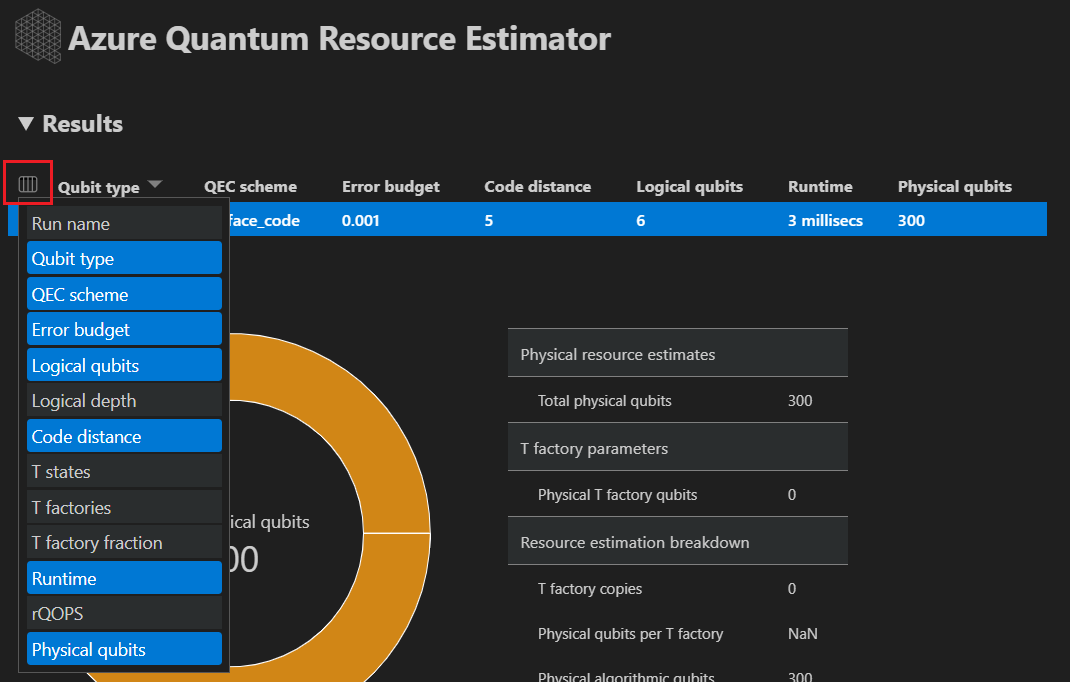 Azure Quantum Resource Estimator
Results
Qubit type QEC scheme Error budget Code distance Logical qubits Runtime Physical qubits
face_code 0.001 5 6 3 millisecs 300
Run name
Qubit type
QEC scheme
Error budget
Logical qubits
Logical depth
Code distance
T states
T factories
T factory fraction
Runtime
rQOPS
Physical qubits
ical qubits
00
Physical resource estimates
Total physical qubits 300
T factory parameters
Physical T factory qubits 0
Resource estimation breakdown
T factory copies 0
Physical qubits per T factory NaN
Physical algorithmic qubits 300